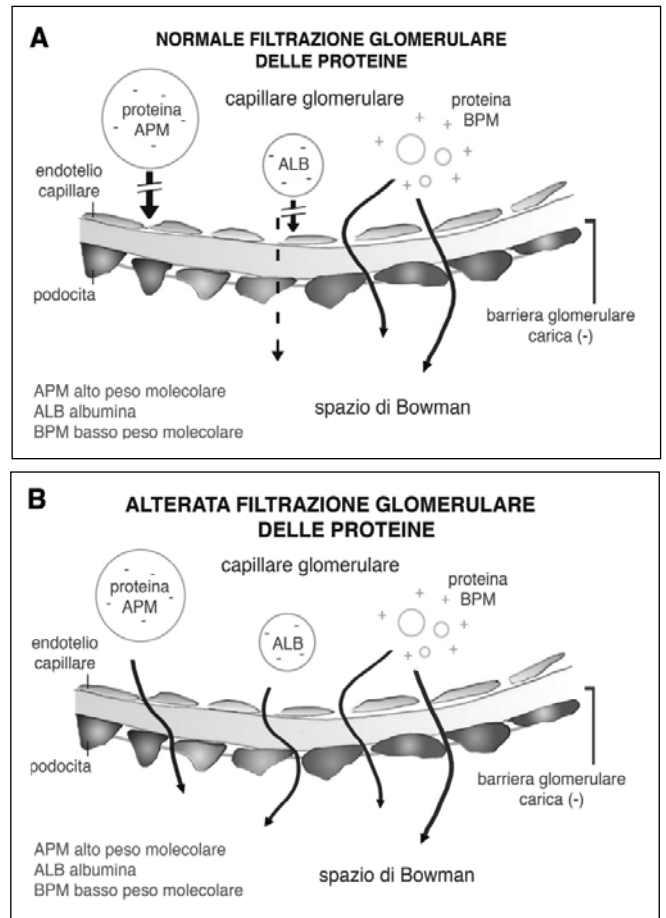 A
NORMALE FILTRAZIONE GLOMERULARE
DELLE PROTEINE
capillare glomerulare
proteina
APM
ALB
proteina
BPM
endotelio
capillare
podocita
barriera glomerulare
carica (-)
APM alto peso molecolare
ALB albumina
BPM basso peso molecolare
spazio di Bowman
B
ALTERATA FILTRAZIONE GLOMERULARE
DELLE PROTEINE
capillare glomerulare
proteina
APM
ALB
proteina
BPM
endotelio
capillare
podocita
barriera glomerulare
carica (-)
APM alto peso molecolare
ALB albumina
BPM basso peso molecolare
spazio di Bowman